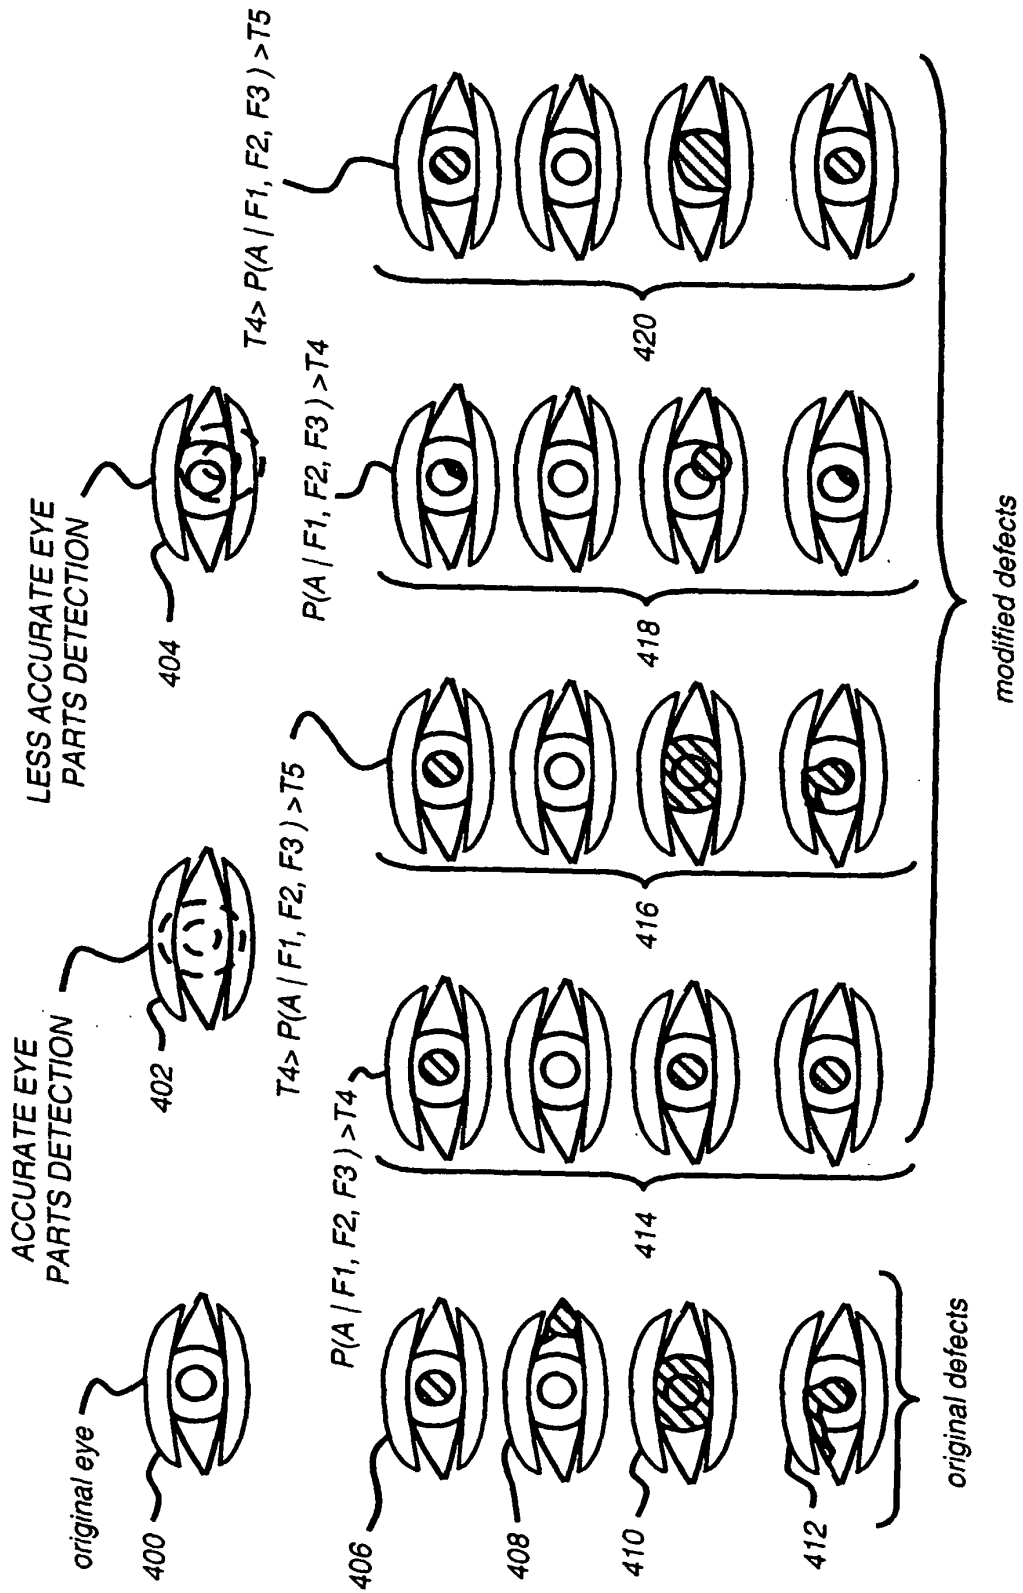 original eye
400
ACCURATE EYE
PARTS DETECTION
402
LESS ACCURATE EYE
PARTS DETECTION
404
P(A | F1, F2, F3) >T4
T4> P(A | F1, F2, F3) >T5
P(A | F1, F2, F3) >T4
T4> P(A | F1, F2, F3) >T5
406
408
410
412
414
416
418
420
original defects
modified defects